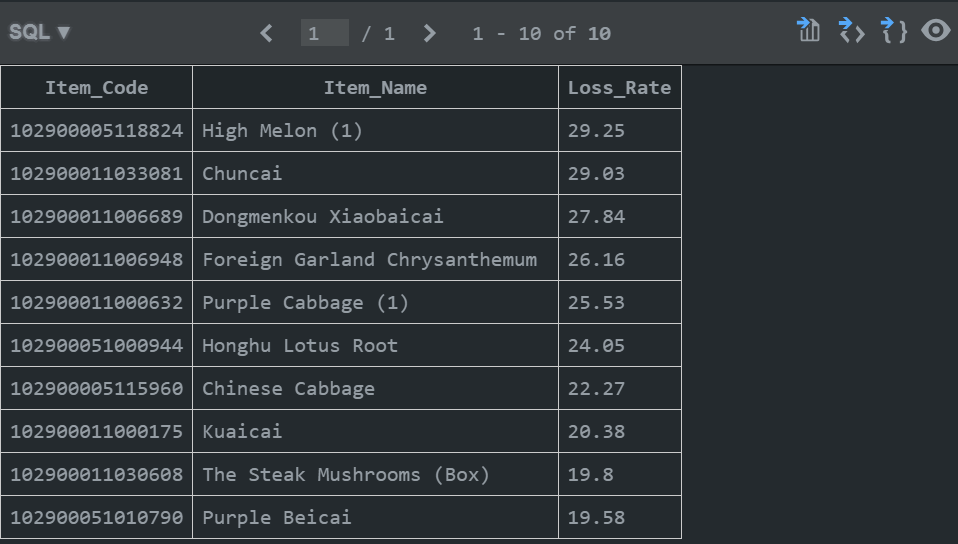 SQL ▼ 1 / 1 1 - 10 of 10
Item_Code Item_Name Loss_Rate
102900005118824 High Melon (1) 29.25
102900011033081 Chuncai 29.03
102900011006689 Dongmenkou Xiaobaicai 27.84
102900011006948 Foreign Garland Chrysanthemum 26.16
102900011000632 Purple Cabbage (1) 25.53
102900051000944 Honghu Lotus Root 24.05
102900005115960 Chinese Cabbage 22.27
102900011000175 Kuaicai 20.38
102900011030608 The Steak Mushrooms (Box) 19.8
102900051010790 Purple Beicai 19.58